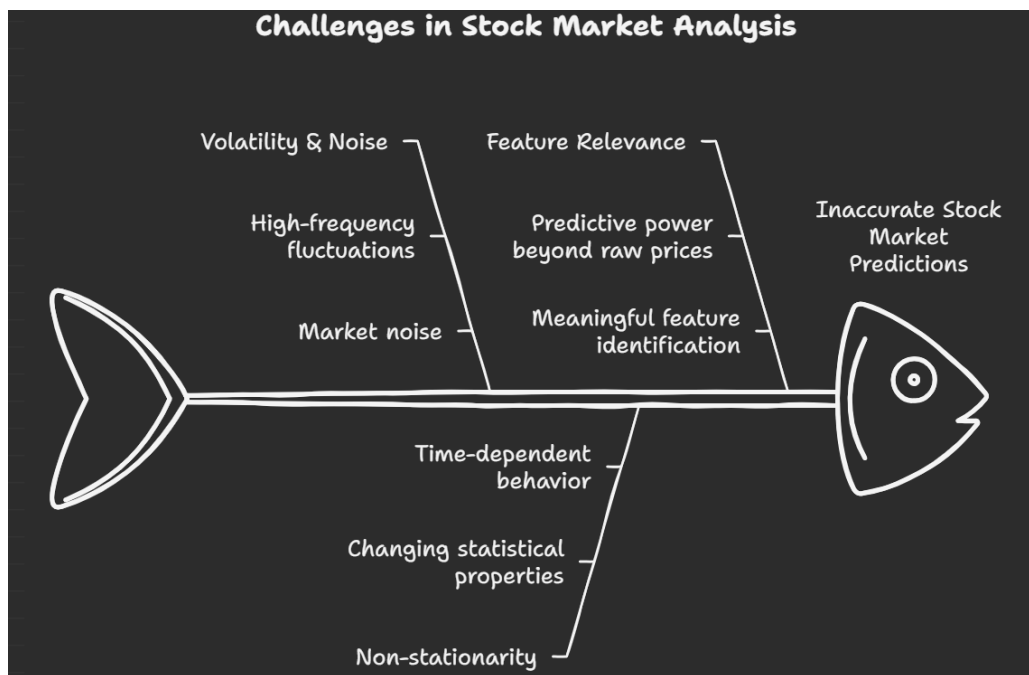 Challenges in Stock Market Analysis
Volatility & Noise
High-frequency
fluctuations
Market noise
Feature Relevance
Predictive power
beyond raw prices
Meaningful feature
identification
Inaccurate Stock
Market
Predictions
Time-dependent
behavior
Changing statistical
properties
Non-stationarity